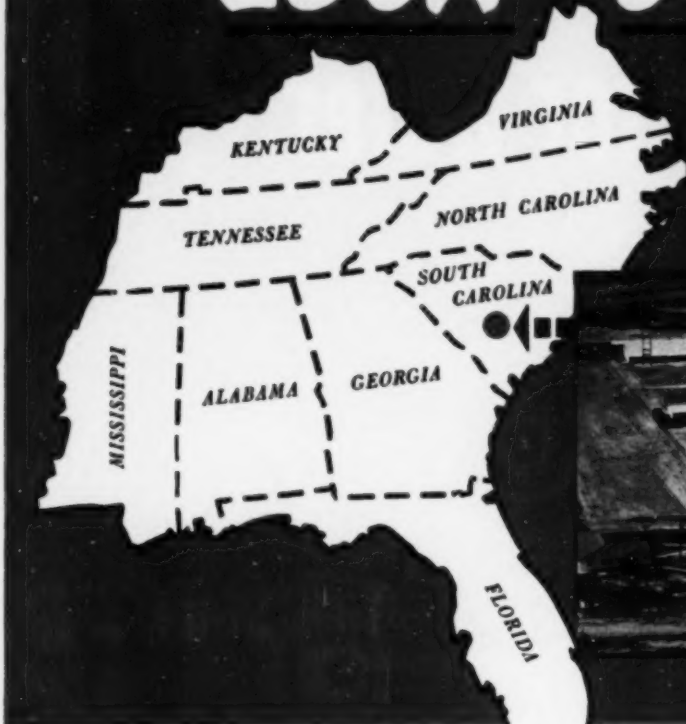 KENTUCKY
VIRGINIA
TENNESSEE
NORTH CAROLINA
SOUTH
CAROLINA
MISSISSIPPI
ALABAMA
GEORGIA
FLORIDA